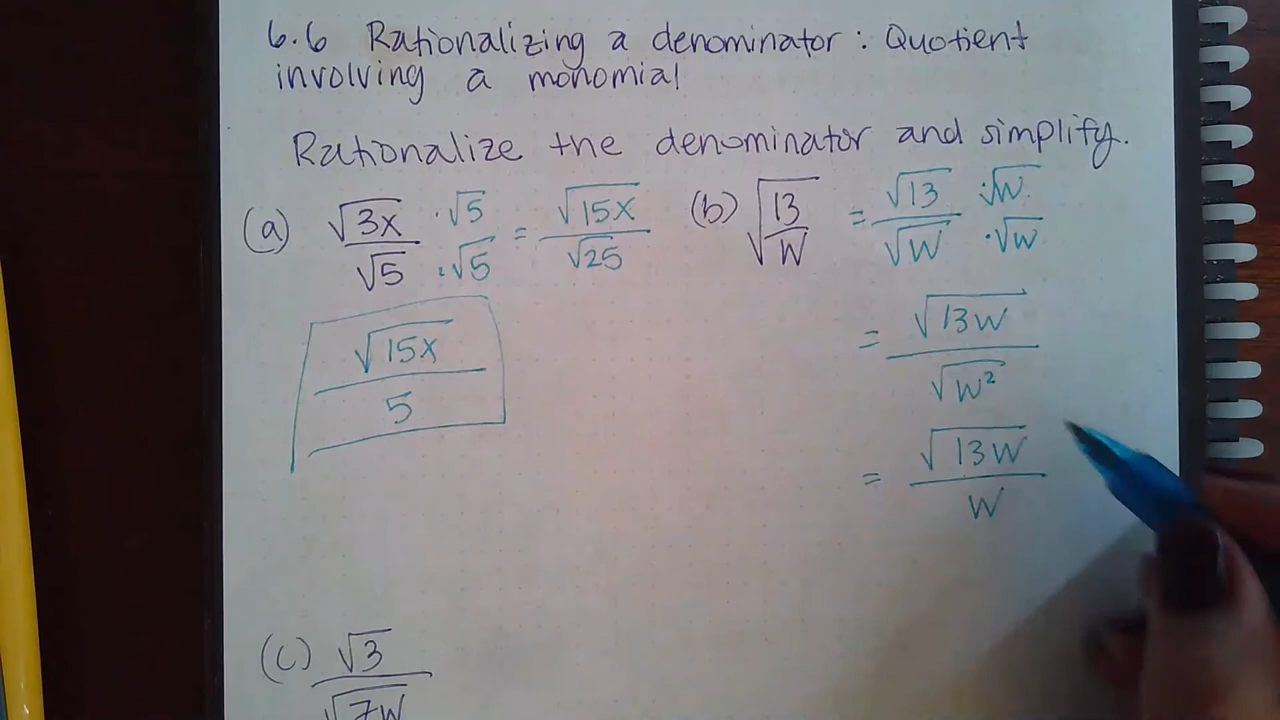 6.6 Rationalizing a denominator: Quotient
involving a monomial
Rationalize the denominator and simplify.
(a) √3x/√5 ·√5/·√5 = √15x/√25
√15x/5
(b) √(13/w) = √13/√w ·√w/·√w
= √13w/√w²
= √13w/w
(c) √3/√7w